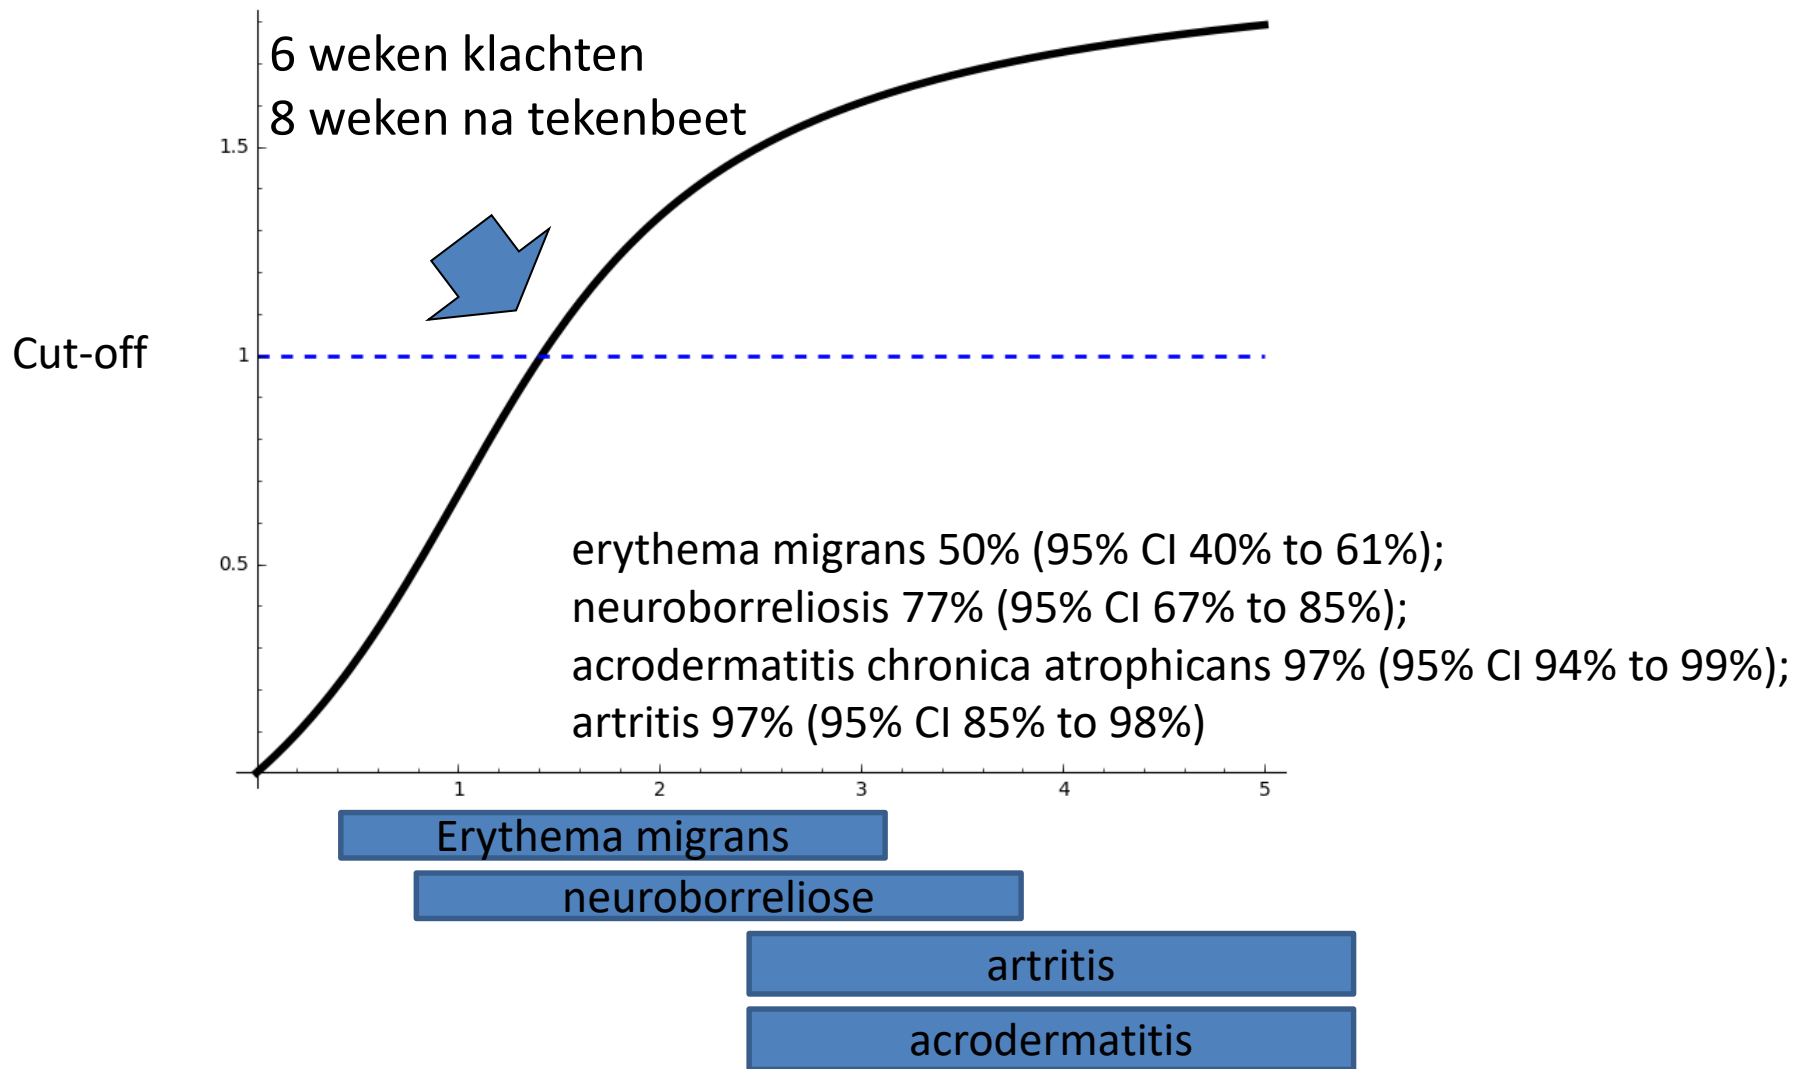 6 weken klachten
8 weken na tekenbeet
1.5
Cut-off
1
0.5
erythema migrans 50% (95% CI 40% to 61%);
neuroborreliosis 77% (95% CI 67% to 85%);
acrodermatitis chronica atrophicans 97% (95% CI 94% to 99%);
artritis 97% (95% CI 85% to 98%)
1 2 3 4 5
Erythema migrans
neuroborreliose
artritis
acrodermatitis